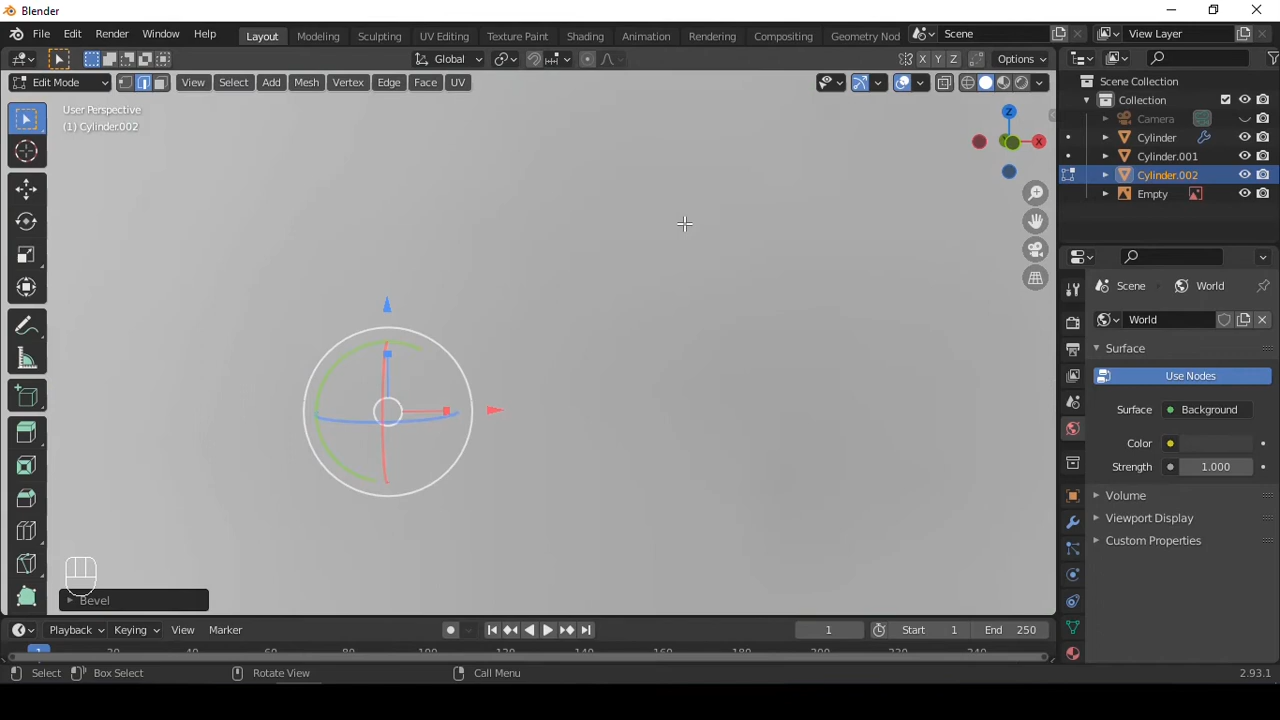 Blender
File Edit Render Window Help Layout Modeling Sculpting UV Editing Texture Paint Shading Animation Rendering Compositing Geometry Nod Scene View Layer
Global X Y Z Options
Edit Mode View Select Add Mesh Vertex Edge Face UV
User Perspective
(1) Cylinder.002
Z
X
Scene Collection
Collection
Camera
Cylinder
Cylinder.001
Cylinder.002
Empty
Scene World
World
Surface
Use Nodes
Surface Background
Color
Strength 1.000
Volume
Viewport Display
Custom Properties
Bevel
Playback Keying View Marker 1 Start 1 End 250
1 20 40 60 80 100 120 140 160 180 200 220 240
Select Box Select Rotate View Call Menu 2.93.1